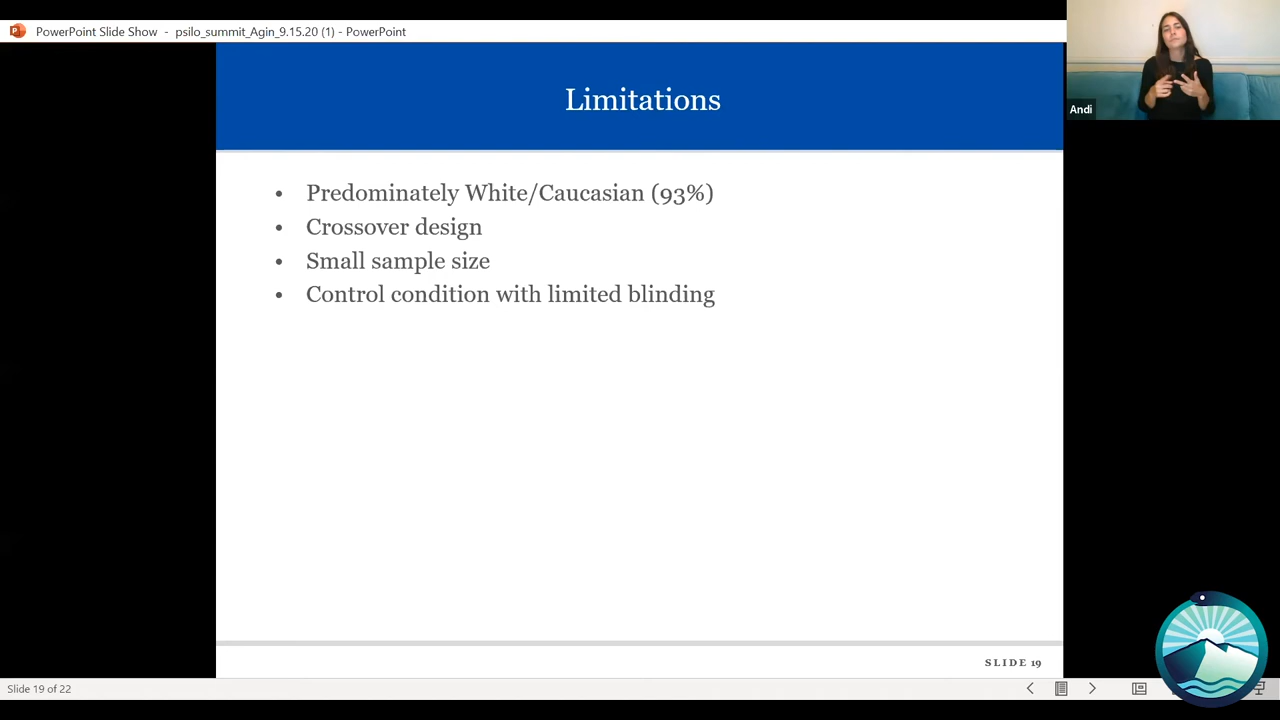 PowerPoint Slide Show - psilo_summit_Agin_9.15.20 (1) - PowerPoint
Andi
Limitations
• Predominately White/Caucasian (93%)
• Crossover design
• Small sample size
• Control condition with limited blinding
SLIDE 19
Slide 19 of 22